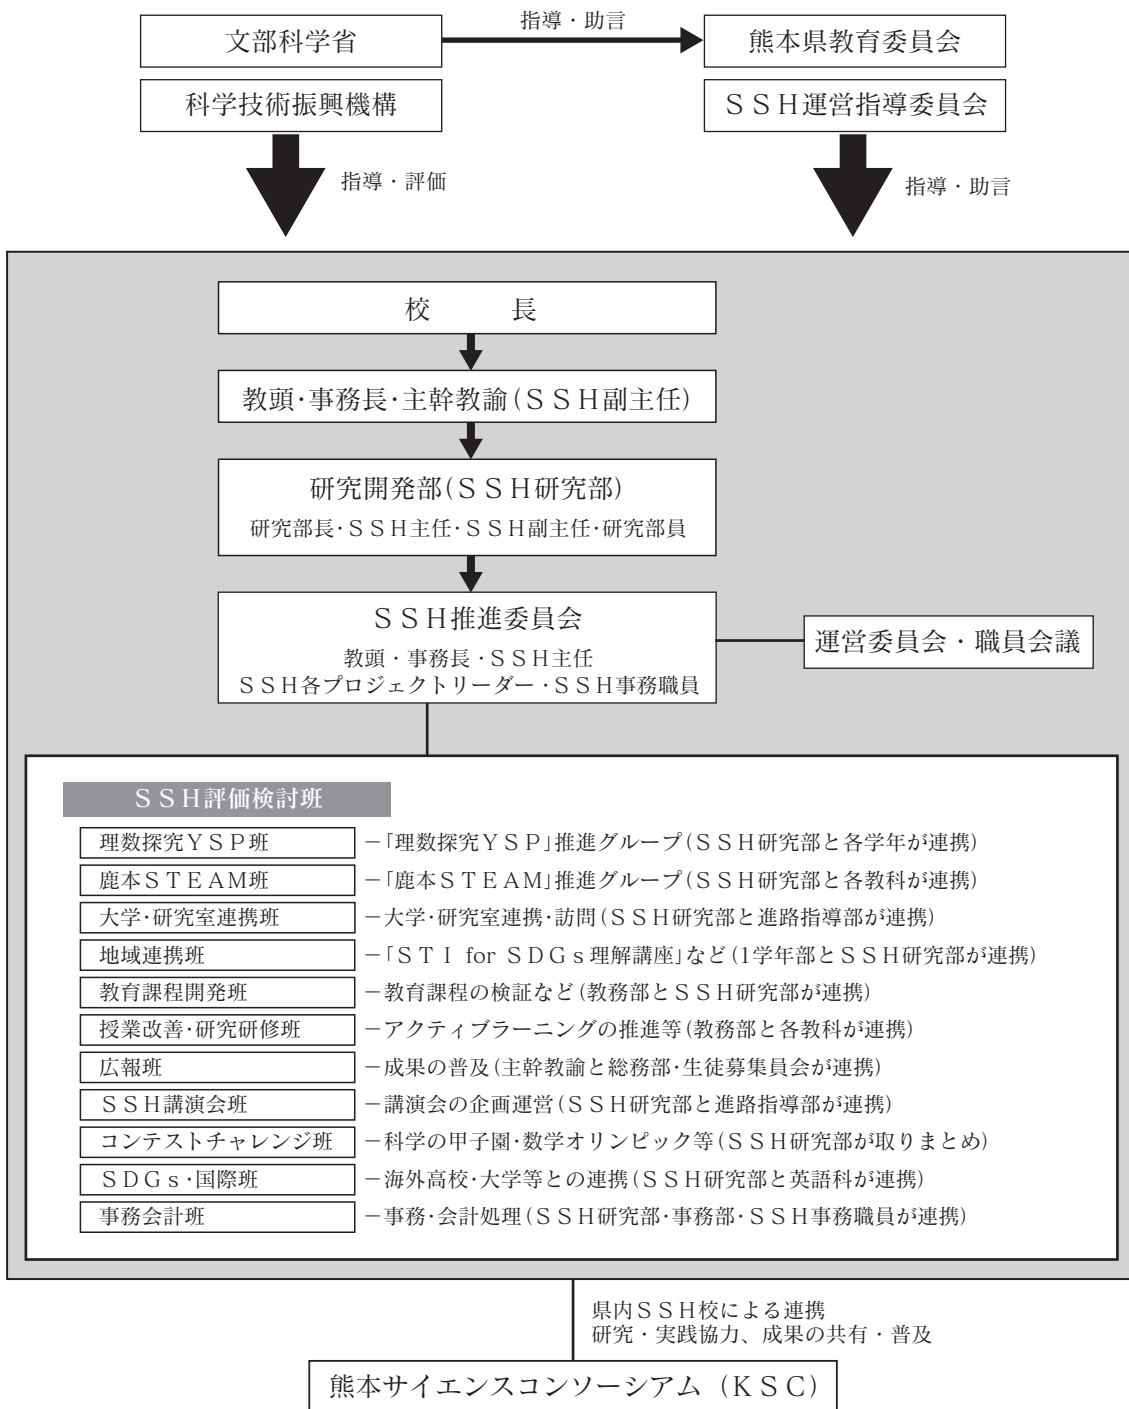 指導・助言
文部科学省
熊本県教育委員会
科学技術振興機構
ＳＳＨ運営指導委員会
指導・評価
指導・助言
校　　　長
教頭・事務長・主幹教諭(ＳＳＨ副主任)
研究開発部(ＳＳＨ研究部)
研究部長・ＳＳＨ主任・ＳＳＨ副主任・研究部員
ＳＳＨ推進委員会
教頭・事務長・ＳＳＨ主任
ＳＳＨ各プロジェクトリーダー・ＳＳＨ事務職員
運営委員会・職員会議
ＳＳＨ評価検討班
理数探究ＹＳＰ班 －「理数探究ＹＳＰ」推進グループ(ＳＳＨ研究部と各学年が連携)
鹿本ＳＴＥＡＭ班 －「鹿本ＳＴＥＡＭ」推進グループ(ＳＳＨ研究部と各教科が連携)
大学・研究室連携班 －大学・研究室連携・訪問(ＳＳＨ研究部と進路指導部が連携)
地域連携班 －「ＳＴＩ for ＳＤＧｓ理解講座」など(1学年部とＳＳＨ研究部が連携)
教育課程開発班 －教育課程の検証など(教務部とＳＳＨ研究部が連携)
授業改善・研究研修班 －アクティブラーニングの推進等(教務部と各教科が連携)
広報班 －成果の普及(主幹教諭と総務部・生徒募集員会が連携)
ＳＳＨ講演会班 －講演会の企画運営(ＳＳＨ研究部と進路指導部が連携)
コンテストチャレンジ班 －科学の甲子園・数学オリンピック等(ＳＳＨ研究部が取りまとめ)
ＳＤＧｓ・国際班 －海外高校・大学等との連携(ＳＳＨ研究部と英語科が連携)
事務会計班 －事務・会計処理(ＳＳＨ研究部・事務部・ＳＳＨ事務職員が連携)
県内ＳＳＨ校による連携
研究・実践協力、成果の共有・普及
熊本サイエンスコンソーシアム（ＫＳＣ）